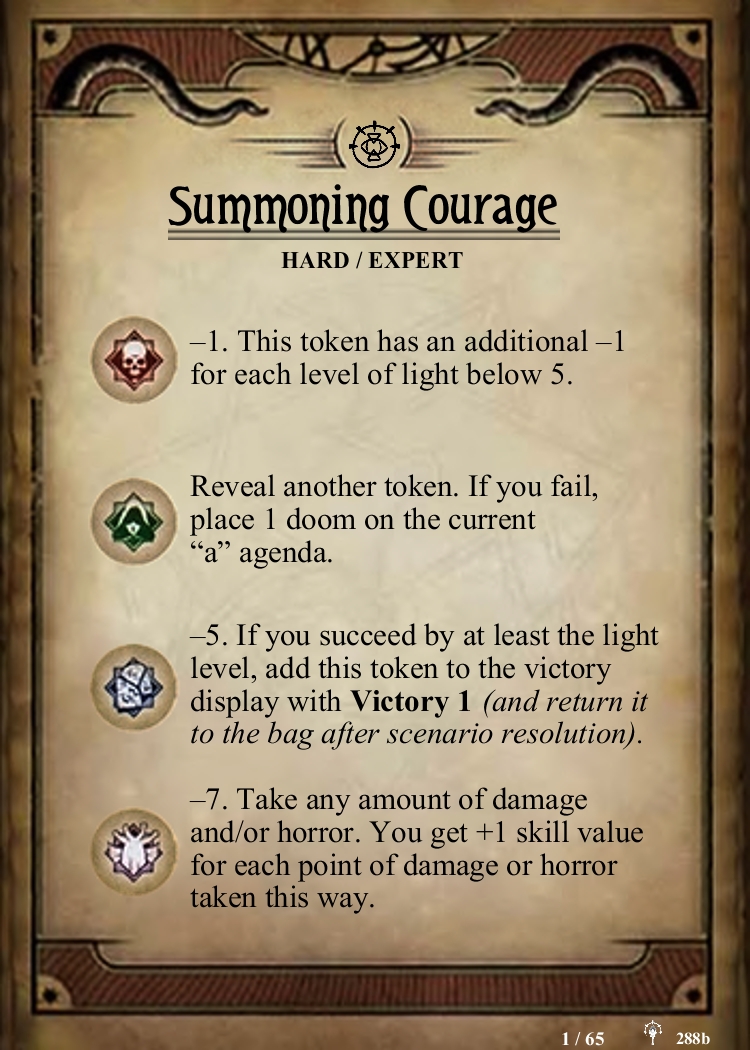 Summoning Courage
HARD / EXPERT
–1. This token has an additional –1
for each level of light below 5.
Reveal another token. If you fail,
place 1 doom on the current
“a” agenda.
–5. If you succeed by at least the light
level, add this token to the victory
display with Victory 1 (and return it
to the bag after scenario resolution).
–7. Take any amount of damage
and/or horror. You get +1 skill value
for each point of damage or horror
taken this way.
1 / 65 288b